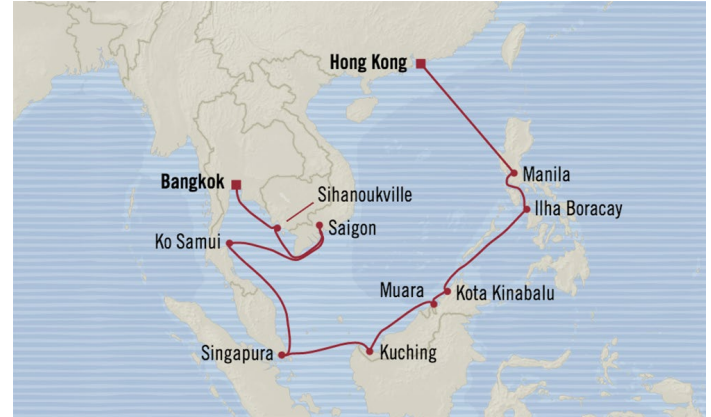 Hong Kong
Bangkok
Manila
Sihanoukville
Ilha Boracay
Saigon
Ko Samui
Muara
Kota Kinabalu
Singapura
Kuching